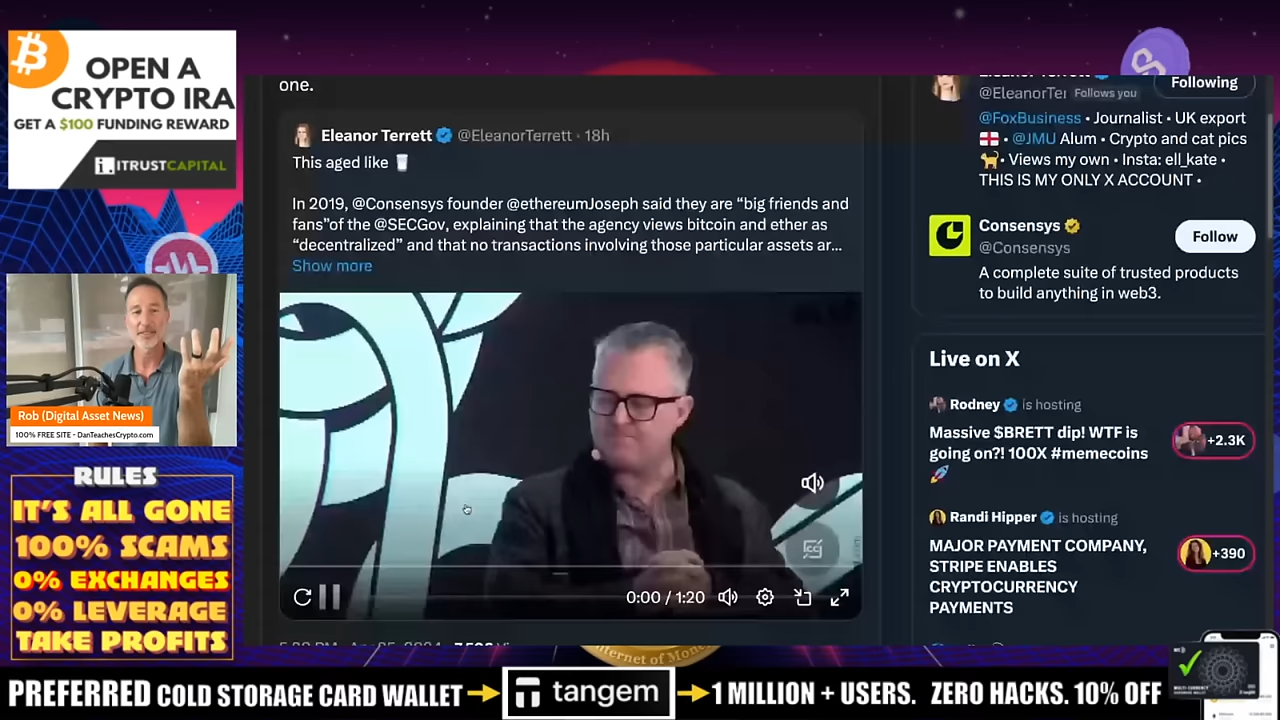 OPEN A
CRYPTO IRA
GET A $100 FUNDING REWARD
i. iTRUSTCAPITAL
Rob (Digital Asset News)
100% FREE SITE - DanTeachesCrypto.com
RULES
IT'S ALL GONE
100% SCAMS
0% EXCHANGES
0% LEVERAGE
TAKE PROFITS
one.
Eleanor Terrett @EleanorTerrett · 18h
This aged like 🥛
In 2019, @Consensys founder @ethereumJoseph said they are “big friends and
fans”of the @SECGov, explaining that the agency views bitcoin and ether as
“decentralized” and that no transactions involving those particular assets ar...
Show more
0:00 / 1:20
Eleanor Terrett
@EleanorTer Follows you
Following
@FoxBusiness • Journalist • UK export
🏴󠁧󠁢󠁥󠁮󠁧󠁿 • @JMU Alum • Crypto and cat pics
🐈 • Views my own • Insta: ell_kate •
THIS IS MY ONLY X ACCOUNT •
Consensys
@Consensys
Follow
A complete suite of trusted products
to build anything in web3.
Live on X
Rodney is hosting
Massive $BRETT dip! WTF is
going on?! 100X #memecoins
🚀
+2.3K
Randi Hipper is hosting
MAJOR PAYMENT COMPANY,
STRIPE ENABLES
CRYPTOCURRENCY
PAYMENTS
+390
PREFERRED COLD STORAGE CARD WALLET
tangem
1 MILLION + USERS. ZERO HACKS. 10% OFF